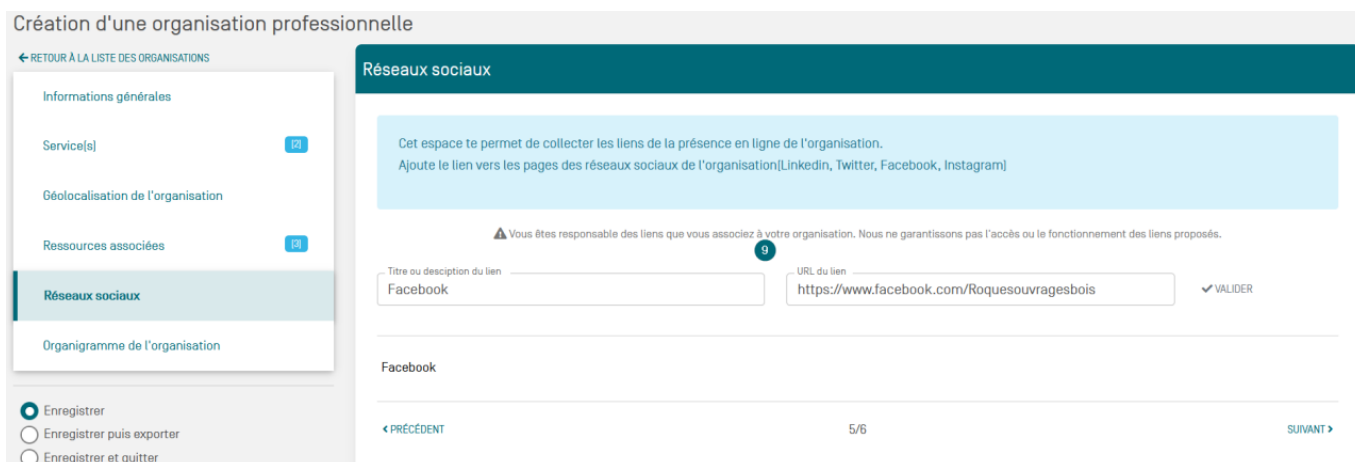 Création d'une organisation professionnelle
RETOUR À LA LISTE DES ORGANISATIONS
Informations générales
Service(s) [2]
Géolocalisation de l'organisation
Ressources associées [3]
Réseaux sociaux
Organigramme de l'organisation
Enregistrer
Enregistrer puis exporter
Enregistrer et quitter
Réseaux sociaux
Cet espace te permet de collecter les liens de la présence en ligne de l'organisation.
Ajoute le lien vers les pages des réseaux sociaux de l'organisation(Linkedin, Twitter, Facebook, Instagram)
Vous êtes responsable des liens que vous associez à votre organisation. Nous ne garantissons pas l'accès ou le fonctionnement des liens proposés.
9
Titre ou desciption du lien
Facebook
URL du lien
https://www.facebook.com/Roquesouvragesbois
VALIDER
Facebook
PRÉCÉDENT
5/6
SUIVANT